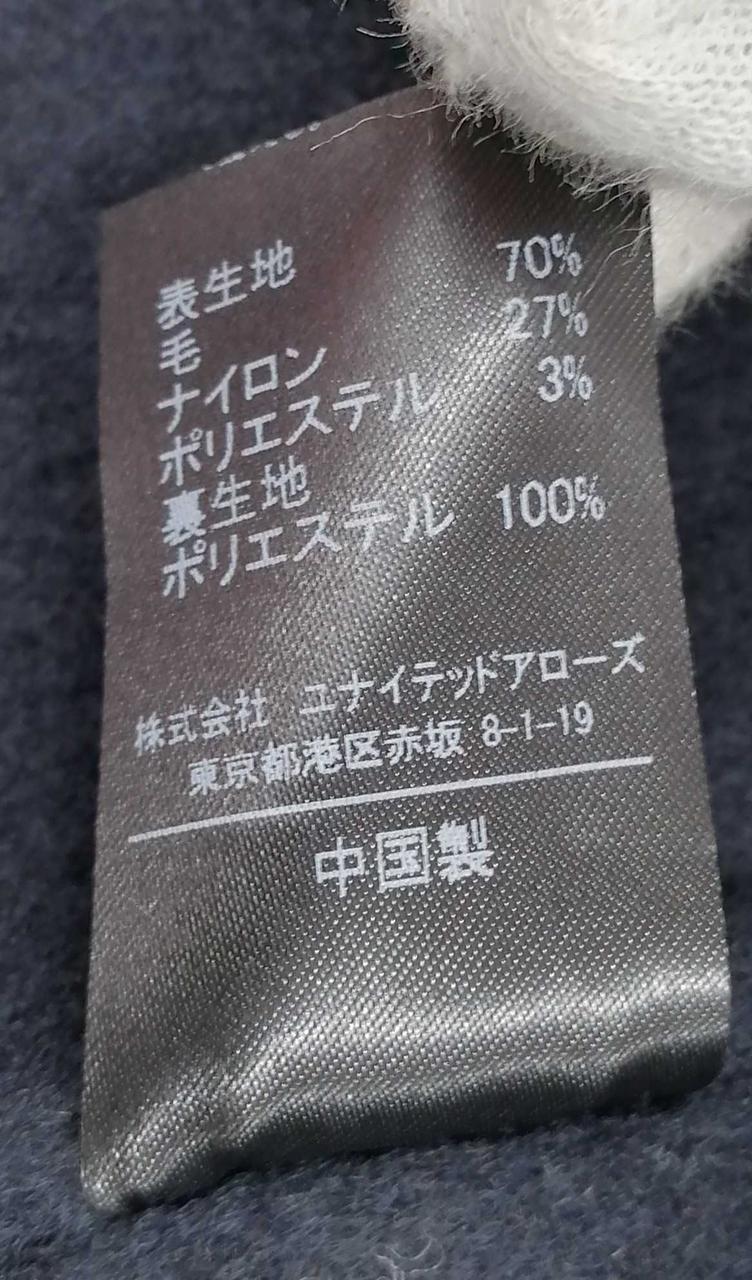 表生地
毛 70%
ナイロン 27%
ポリエステル 3%
裏生地
ポリエステル 100%
株式会社 ユナイテッドアローズ
東京都港区赤坂 8-1-19
中国製